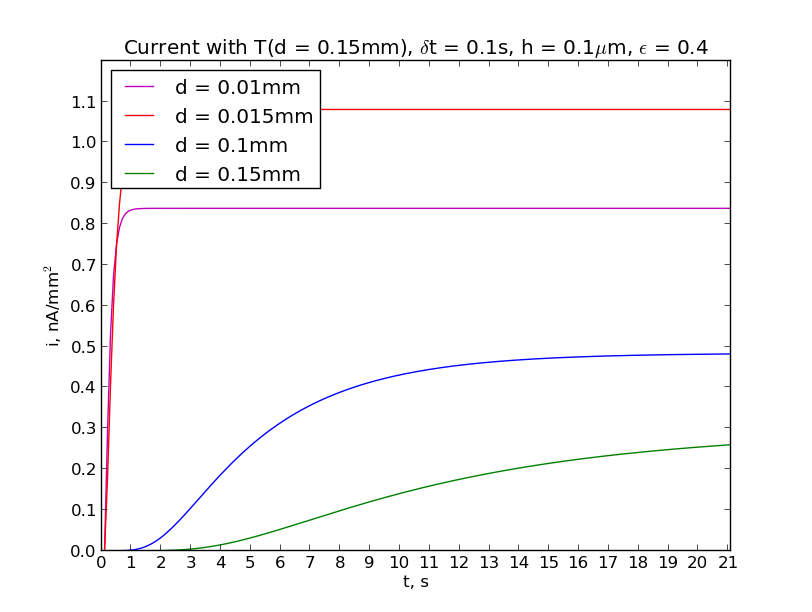 Current with T(d = 0.15mm), δt = 0.1s, h = 0.1μm, ϵ = 0.4
d = 0.01mm
d = 0.015mm
d = 0.1mm
d = 0.15mm
1.1
1.0
0.9
0.8
0.7
0.6
0.5
0.4
0.3
0.2
0.1
0.0
i, nA/mm²
0 1 2 3 4 5 6 7 8 9 10 11 12 13 14 15 16 17 18 19 20 21
t, s